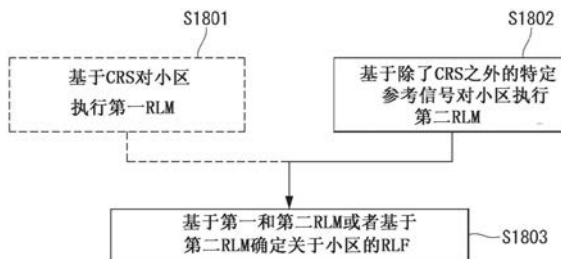 S1801
S1802
基于CRS对小区
执行第一RLM
基于除了CRS之外的特定
参考信号对小区执行
第二RLM
基于第一和第二RLM或者基于
第二RLM确定关于小区的RLF
S1803